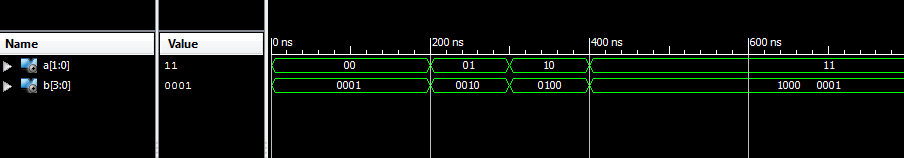 Name Value 0 ns 200 ns 400 ns 600 ns
a[1:0] 11 00 01 10 11
b[3:0] 0001 0001 0010 0100 1000 0001